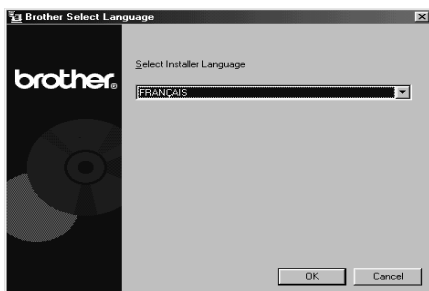 Brother Select Language
brother®
Select Installer Language
FRANÇAIS
OK
Cancel